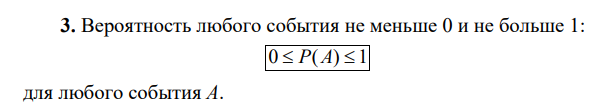 3. Вероятность любого события не меньше 0 и не больше 1:
0 ≤ P(A) ≤ 1
для любого события A.